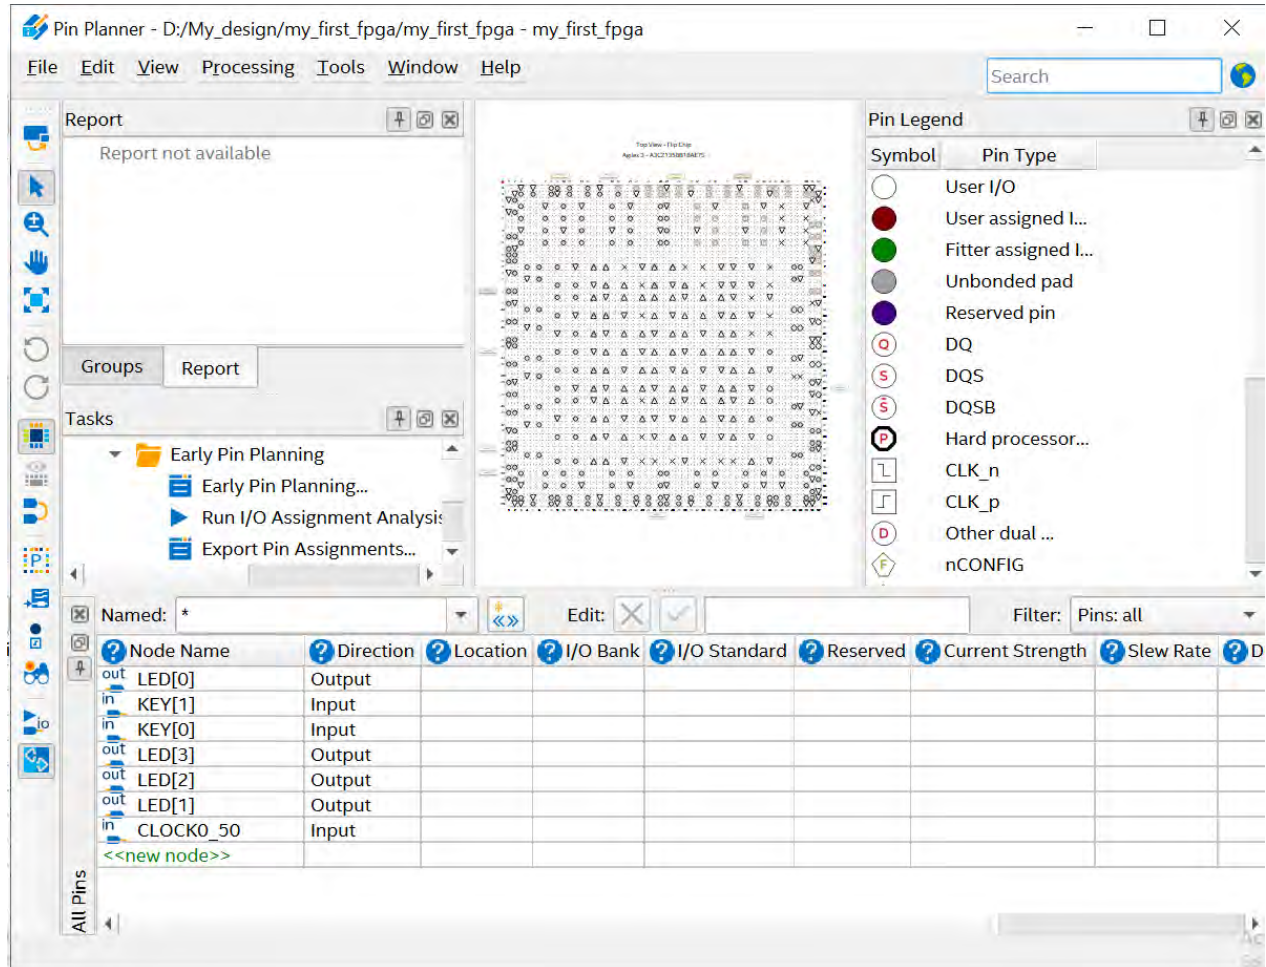 Pin Planner - D:/My_design/my_first_fpga/my_first_fpga - my_first_fpga
File Edit View Processing Tools Window Help
Search
Report
Report not available
Groups Report
Tasks
Early Pin Planning
Early Pin Planning...
Run I/O Assignment Analysis
Export Pin Assignments...
Top View - Flip Chip
Pin Legend
Symbol Pin Type
User I/O
User assigned I...
Fitter assigned I...
Unbonded pad
Reserved pin
Q DQ
S DQS
S DQSB
P Hard processor...
CLK_n
CLK_p
D Other dual ...
F nCONFIG
Named: * Edit: Filter: Pins: all
Node Name Direction Location I/O Bank I/O Standard Reserved Current Strength Slew Rate D
out LED[0] Output
in KEY[1] Input
in KEY[0] Input
out LED[3] Output
out LED[2] Output
out LED[1] Output
in CLOCK0_50 Input
<<new node>>
All Pins